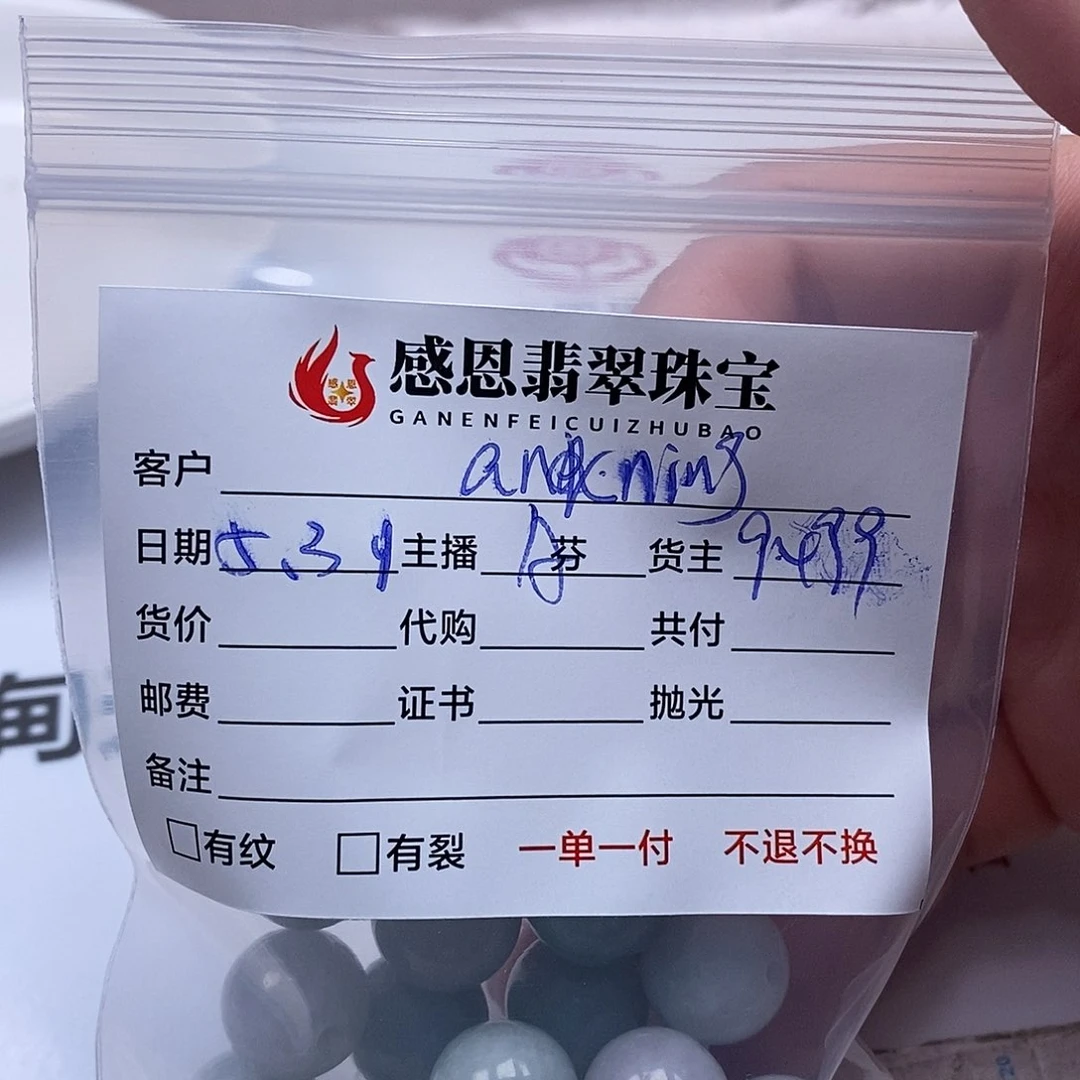 感恩翡翠珠宝
GANENFEICUIZHUBAO
客户
日期 5.3 主播 芬 货主
货价 代购 共付
邮费 证书 抛光
备注
有纹 有裂 一单一付 不退不换
甸